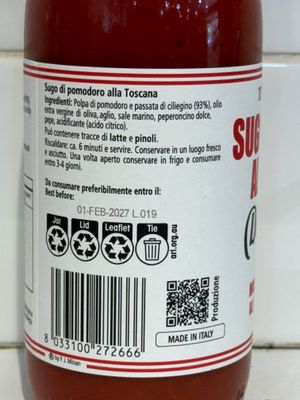 Sugo di pomodoro alla Toscana
Ingredienti: Polpa di pomodoro e passata di ciliegino (93%), olio
extra vergine di oliva, aglio, sale marino, peperoncino dolce,
pepe, acidificante (acido citrico).
Può contenere tracce di latte e pinoli.
Riscaldare: ca. 6 minuti e servire. Conservare in un luogo fresco
e asciutto. Una volta aperto conservare in frigo e consumare
entro 3-4 giorni.
Da consumare preferibilmente entro il:
Best before:
01-FEB-2027 L.019
Jar
Lid
Leaflet
Tie
arl.org.au
8 033100 272666
Produzione
MADE IN ITALY
SUG